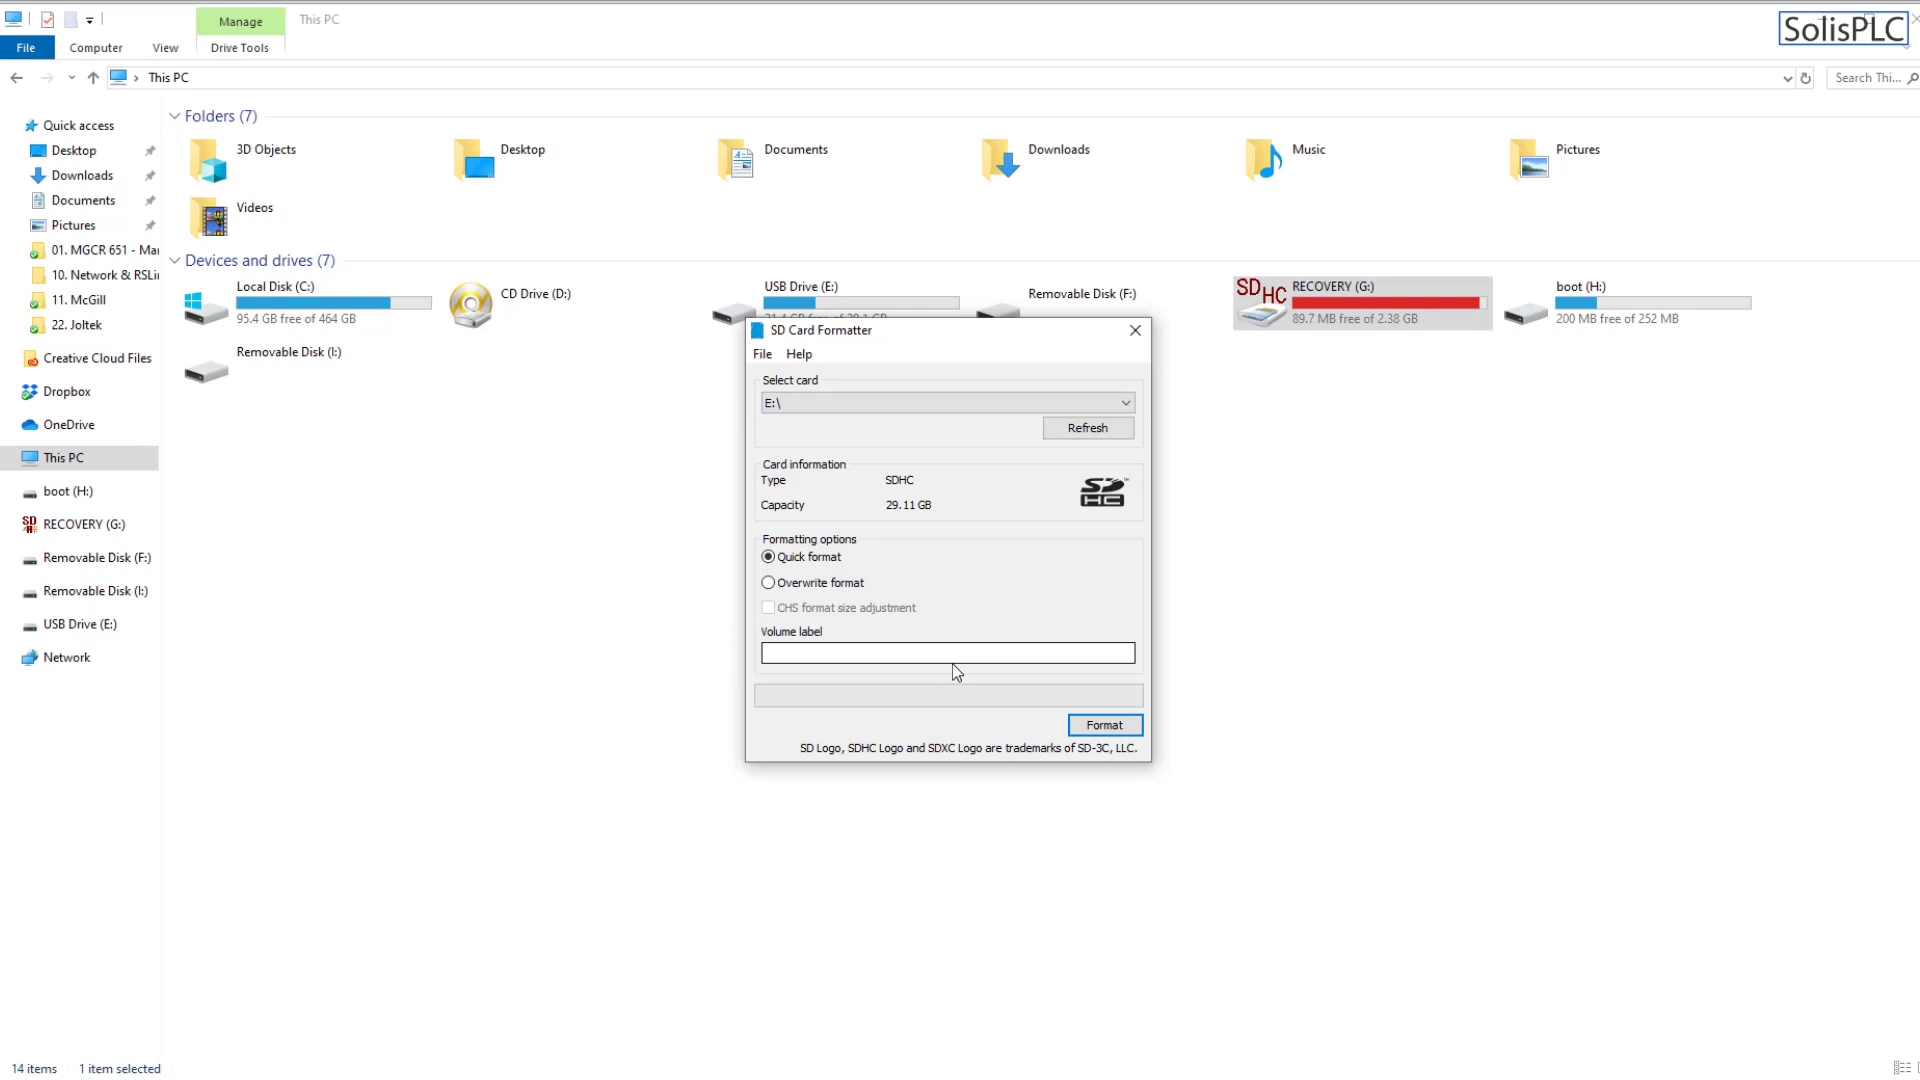 Manage
This PC
SolisPLC
File
Computer
View
Drive Tools
This PC
Search Thi...
Quick access
Desktop
Downloads
Documents
Pictures
01. MGCR 651 - Mar
10. Network & RSLin
11. McGill
22. Joltek
Creative Cloud Files
Dropbox
OneDrive
This PC
boot (H:)
RECOVERY (G:)
Removable Disk (F:)
Removable Disk (I:)
USB Drive (E:)
Network
Folders (7)
3D Objects
Desktop
Documents
Downloads
Music
Pictures
Videos
Devices and drives (7)
Local Disk (C:)
95.4 GB free of 464 GB
CD Drive (D:)
USB Drive (E:)
Removable Disk (F:)
SD HC
RECOVERY (G:)
89.7 MB free of 2.38 GB
boot (H:)
200 MB free of 252 MB
Removable Disk (I:)
SD Card Formatter
File Help
Select card
E:\
Refresh
Card information
Type SDHC
Capacity 29.11 GB
SD HC
Formatting options
Quick format
Overwrite format
CHS format size adjustment
Volume label
Format
SD Logo, SDHC Logo and SDXC Logo are trademarks of SD-3C, LLC.
14 items 1 item selected